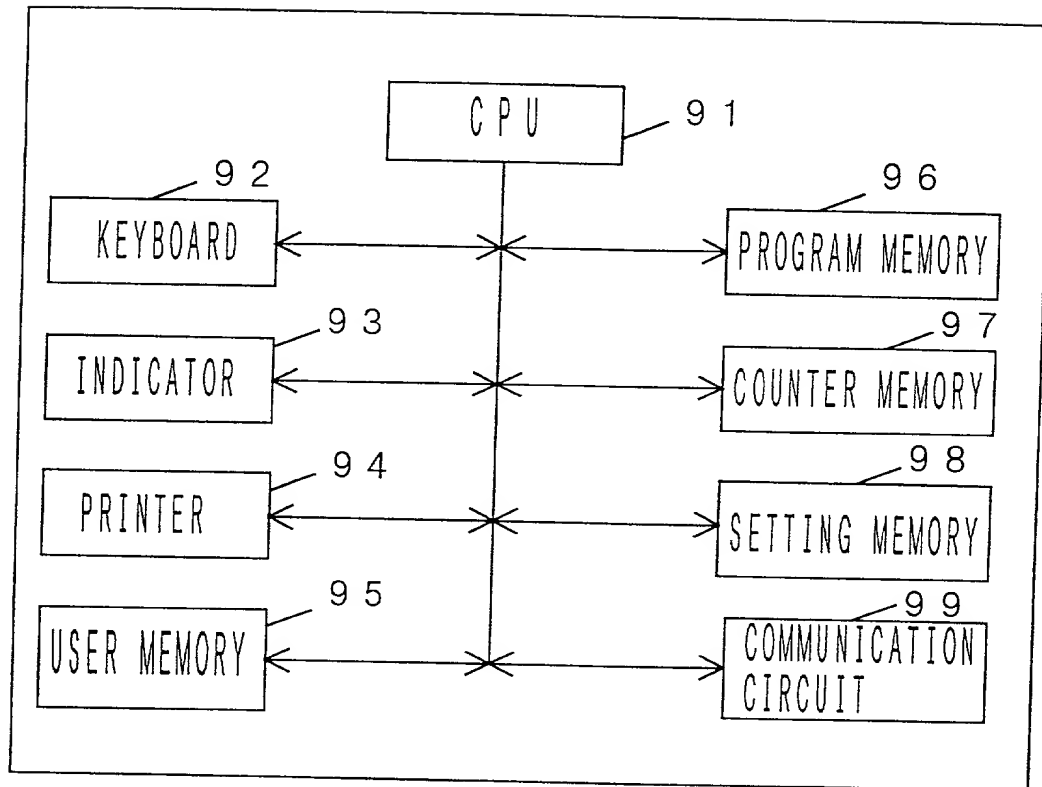 CPU
91
92
KEYBOARD
96
PROGRAM MEMORY
93
INDICATOR
97
COUNTER MEMORY
94
PRINTER
98
SETTING MEMORY
95
USER MEMORY
99
COMMUNICATION
CIRCUIT